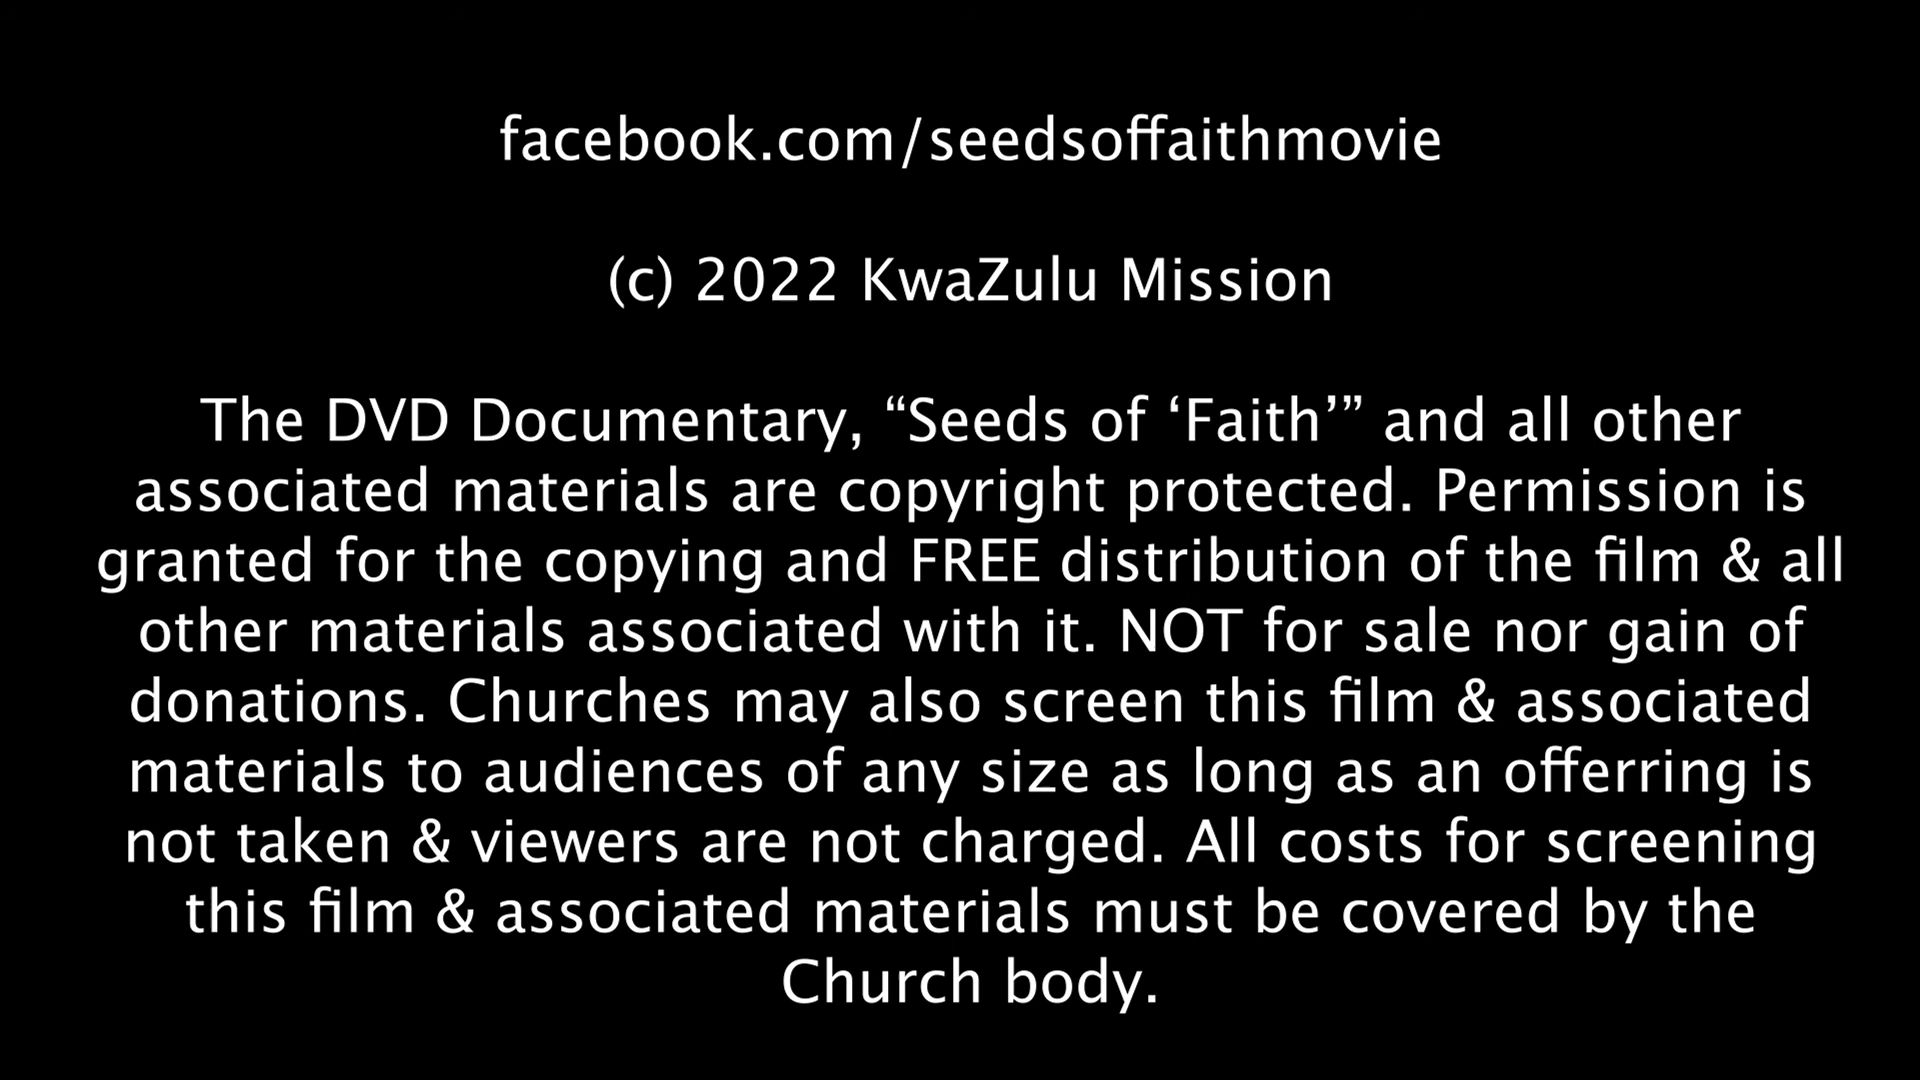 facebook.com/seedsoffaithmovie
(c) 2022 KwaZulu Mission
The DVD Documentary, “Seeds of ‘Faith’” and all other
associated materials are copyright protected. Permission is
granted for the copying and FREE distribution of the film & all
other materials associated with it. NOT for sale nor gain of
donations. Churches may also screen this film & associated
materials to audiences of any size as long as an offerring is
not taken & viewers are not charged. All costs for screening
this film & associated materials must be covered by the
Church body.